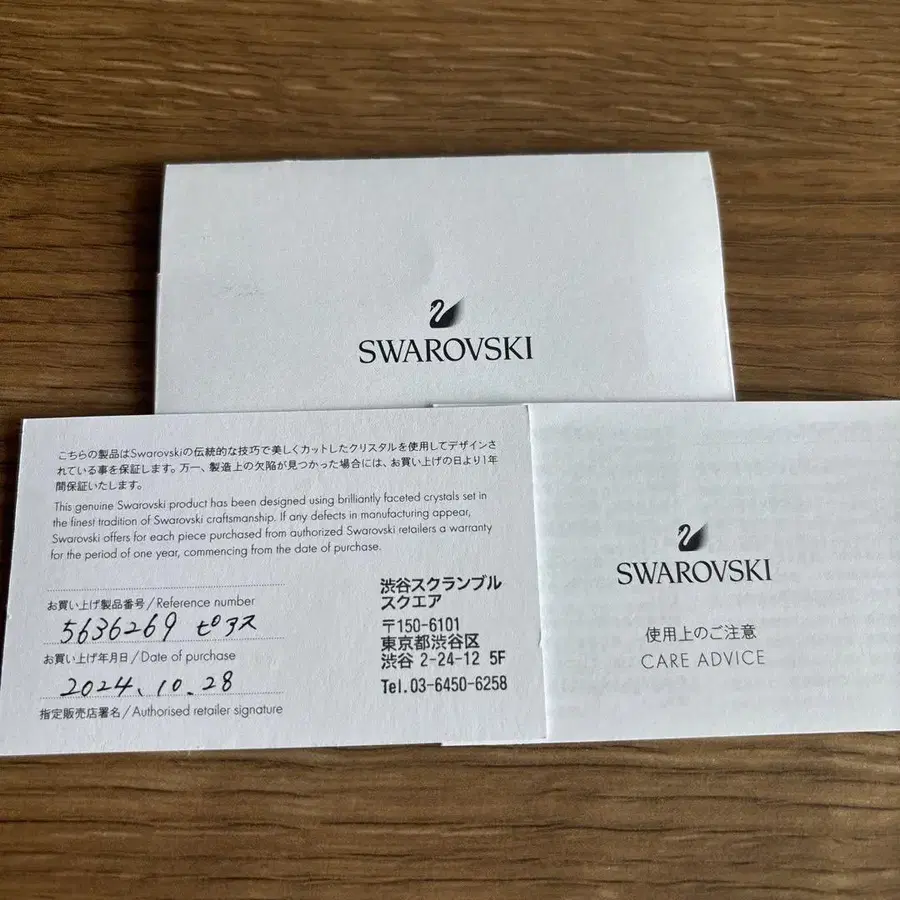 SWAROVSKI
こちらの製品はSwarovskiの伝統的な技巧で美しくカットしたクリスタルを使用してデザインさ
れている事を保証します。万一、製造上の欠陥が見つかった場合には、お買い上げの日より1年
間保証いたします。
This genuine Swarovski product has been designed using brilliantly faceted crystals set in
the finest tradition of Swarovski craftsmanship. If any defects in manufacturing appear,
Swarovski offers for each piece purchased from authorized Swarovski retailers a warranty
for the period of one year, commencing from the date of purchase.
お買い上げ製品番号/Reference number
5636269 ピアス
お買い上げ年月日/Date of purchase
2024.10.28
指定販売店署名/Authorised retailer signature
渋谷スクランブル
スクエア
〒150-6101
東京都渋谷区
渋谷 2-24-12 5F
Tel.03-6450-6258
SWAROVSKI
使用上のご注意
CARE ADVICE